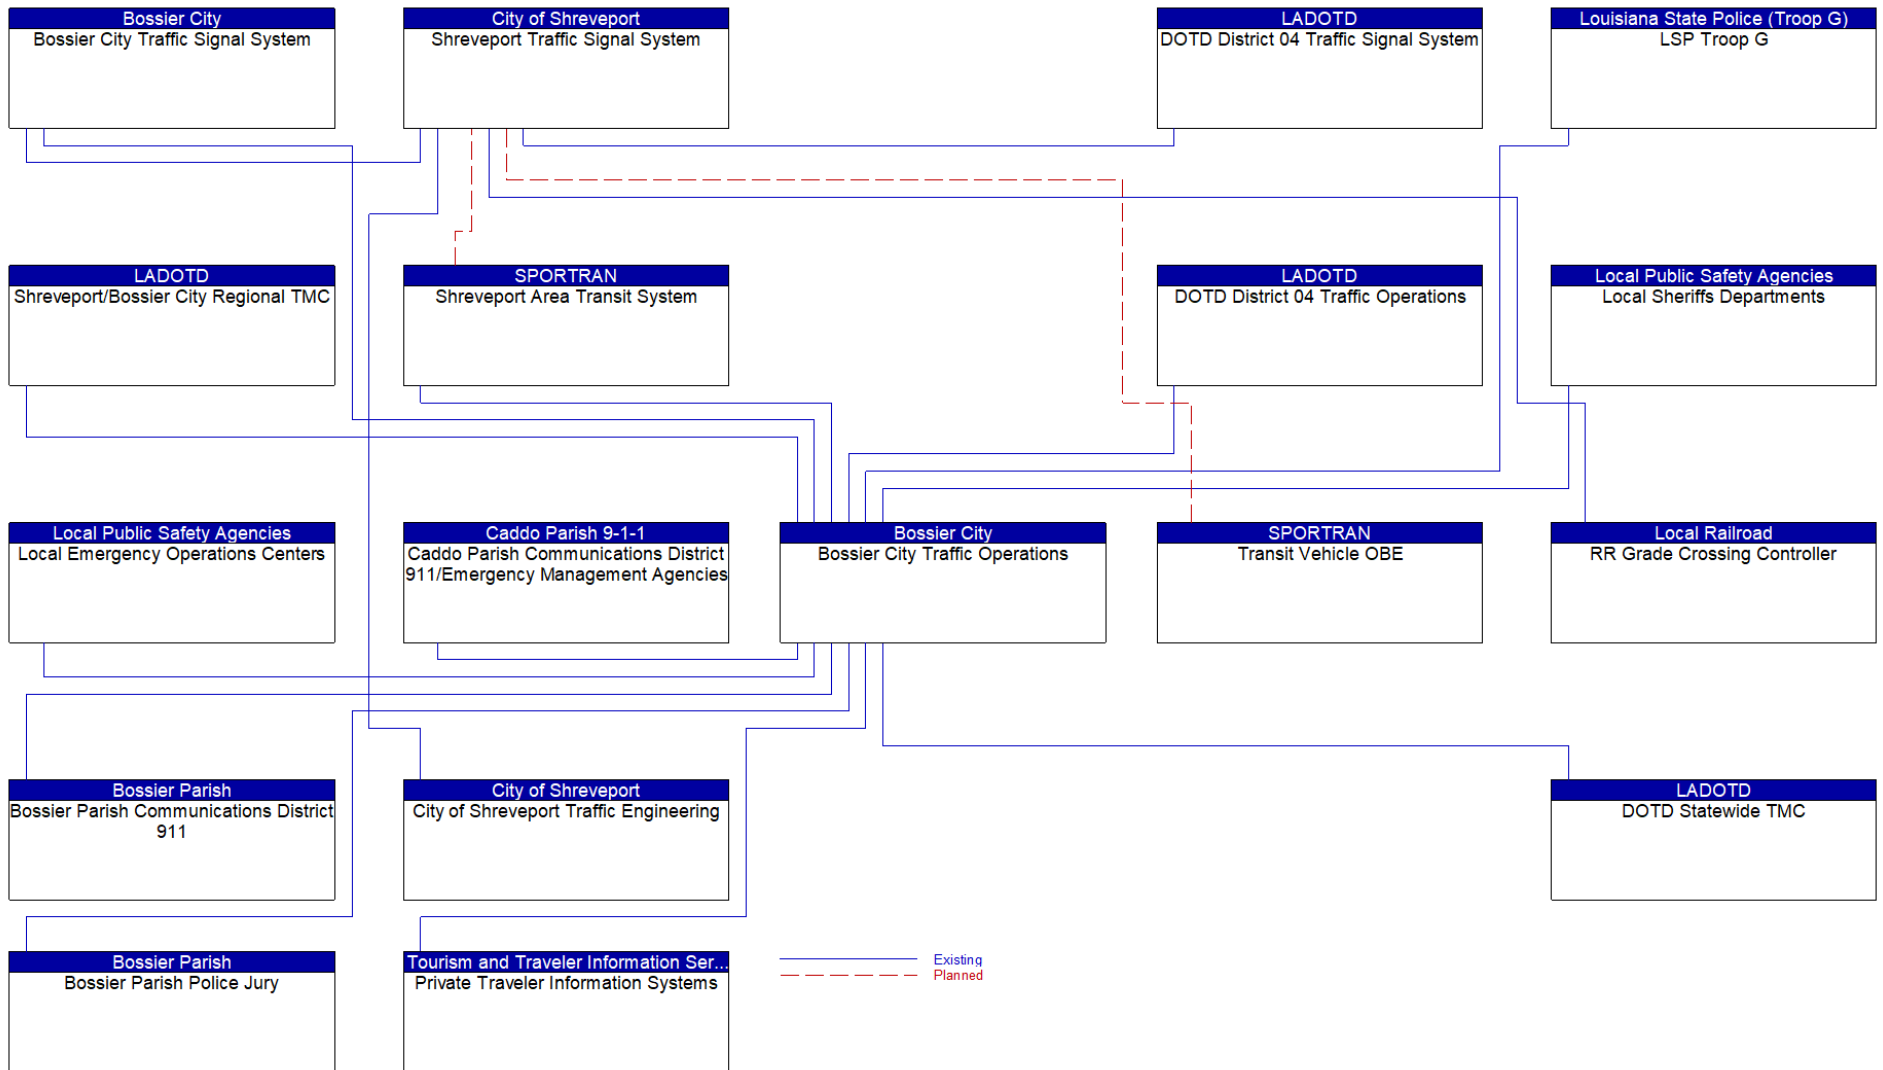 Bossier City
Bossier City Traffic Signal System
City of Shreveport
Shreveport Traffic Signal System
LADOTD
DOTD District 04 Traffic Signal System
Louisiana State Police (Troop G)
LSP Troop G
LADOTD
Shreveport/Bossier City Regional TMC
SPORTRAN
Shreveport Area Transit System
LADOTD
DOTD District 04 Traffic Operations
Local Public Safety Agencies
Local Sheriffs Departments
Local Public Safety Agencies
Local Emergency Operations Centers
Caddo Parish 9-1-1
Caddo Parish Communications District
911/Emergency Management Agencies
Bossier City
Bossier City Traffic Operations
SPORTRAN
Transit Vehicle OBE
Local Railroad
RR Grade Crossing Controller
Bossier Parish
Bossier Parish Communications District
911
City of Shreveport
City of Shreveport Traffic Engineering
LADOTD
DOTD Statewide TMC
Bossier Parish
Bossier Parish Police Jury
Tourism and Traveler Information Ser...
Private Traveler Information Systems
Existing
Planned